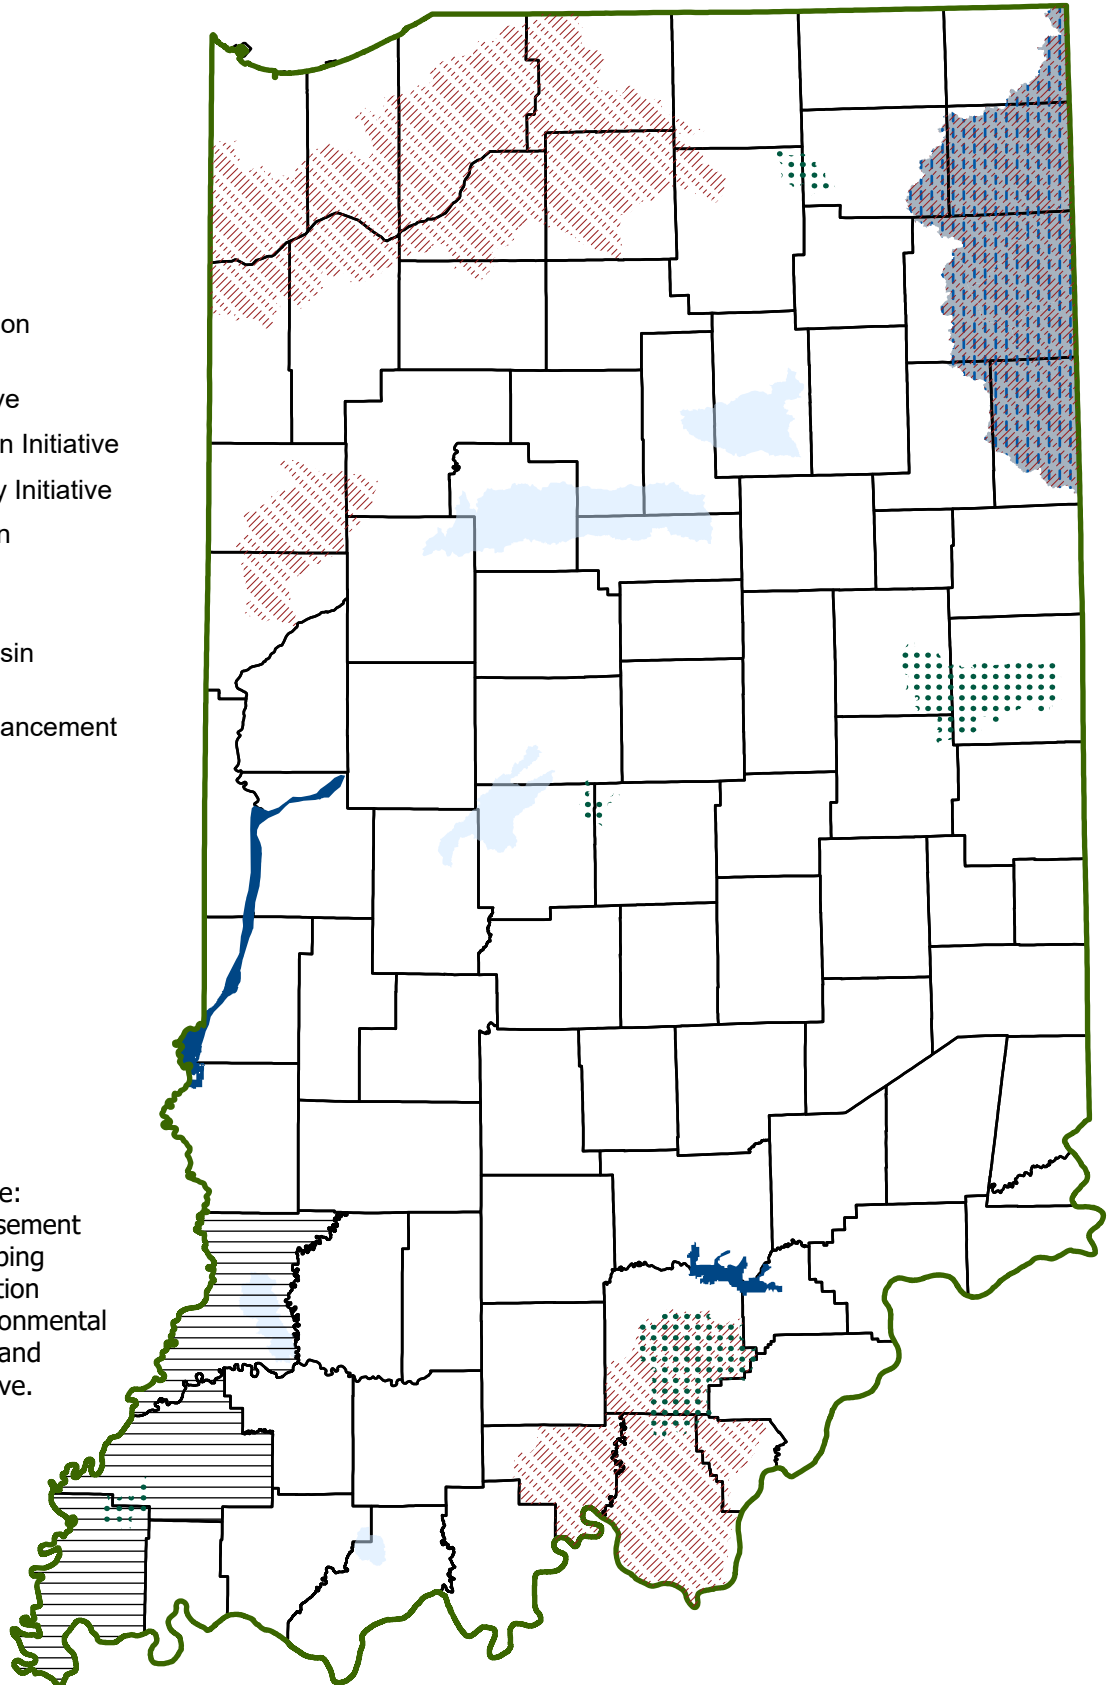 on
ve
n Initiative
y Initiative
n
sin
ancement
e:
sement
ping
tion
onmental
and
ve.